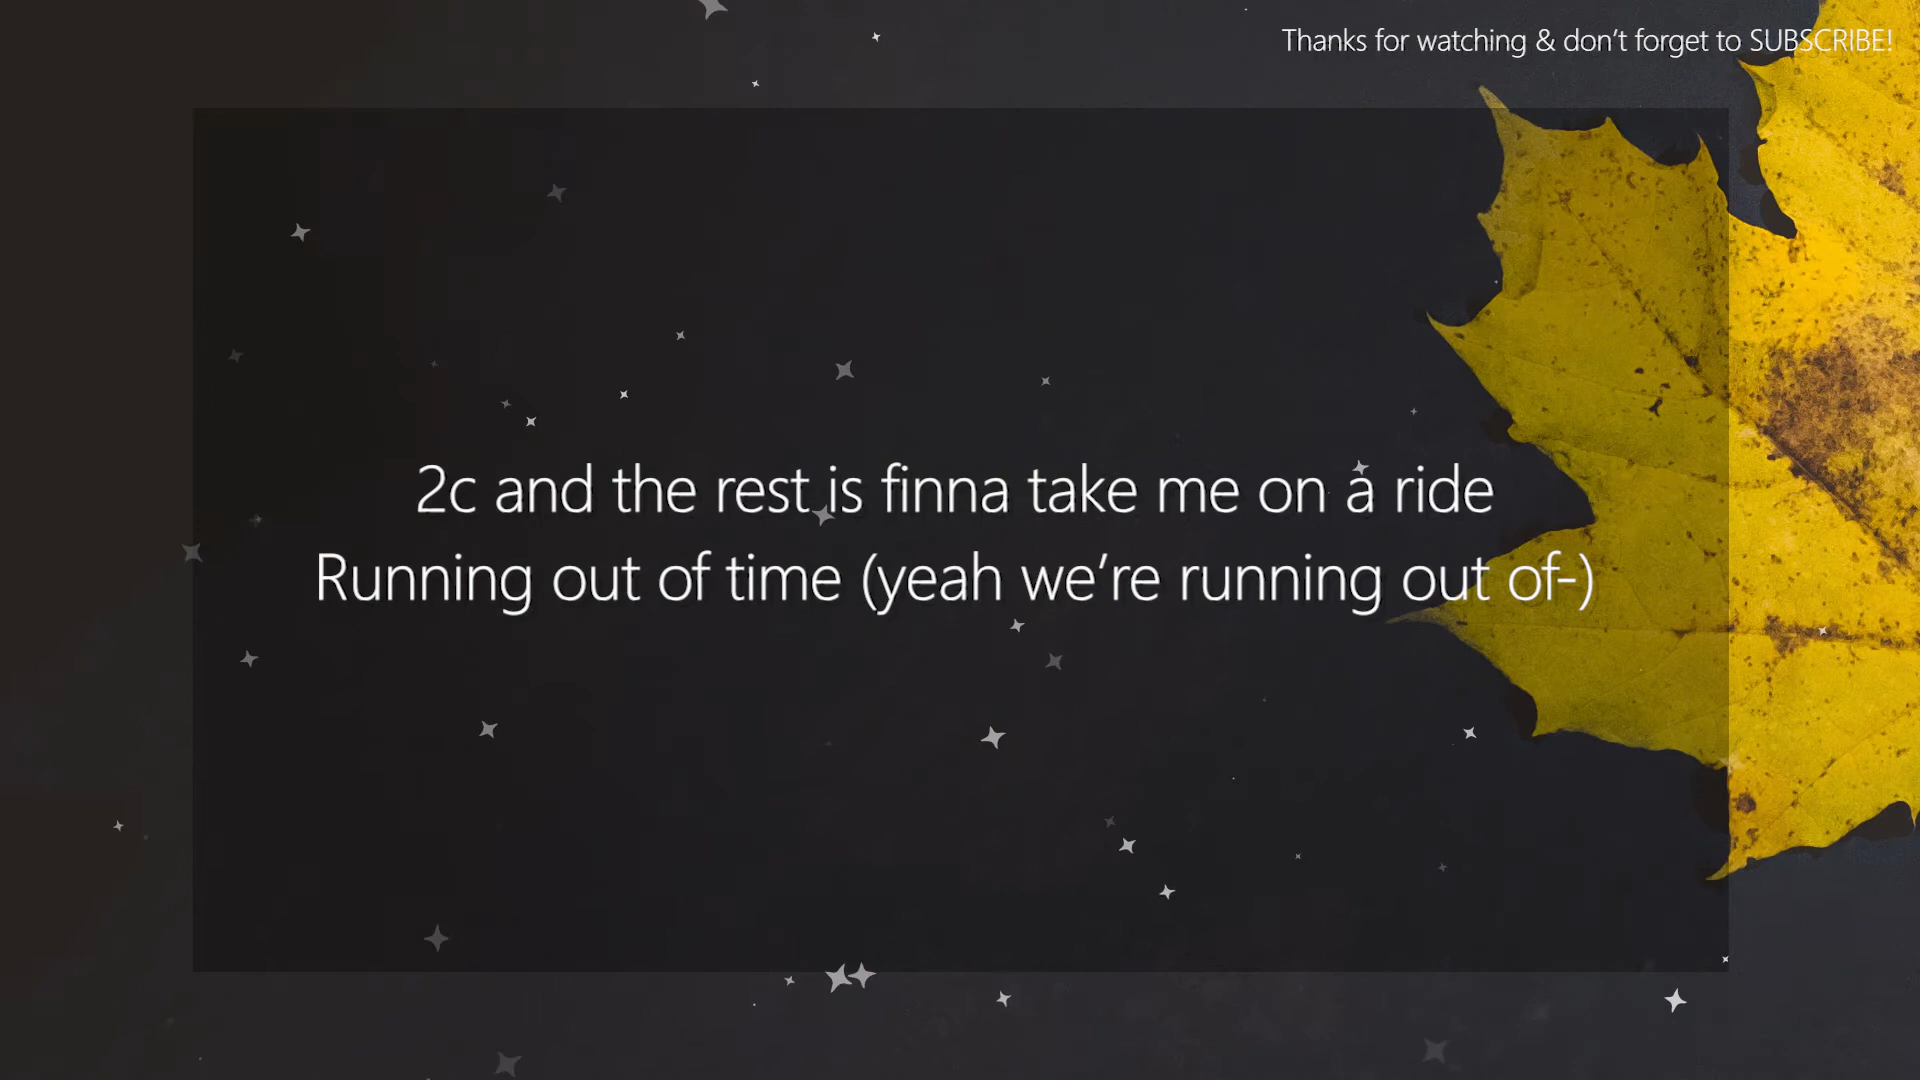 Thanks for watching & don’t forget to SUBSCRIBE!
2c and the rest is finna take me on a ride
Running out of time (yeah we’re running out of-)